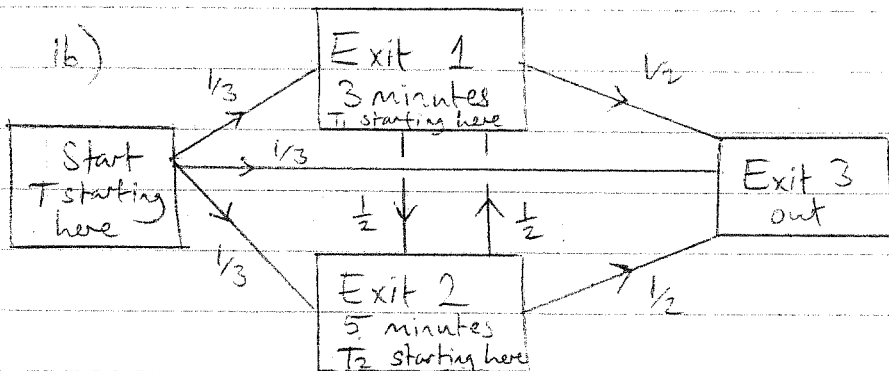 1b)
Exit 1
3 minutes
T1 starting here
1/3
1/2
Start
T starting
here
1/3
Exit 3
out
1/2
1/2
1/3
Exit 2
5 minutes
T2 starting here
1/2